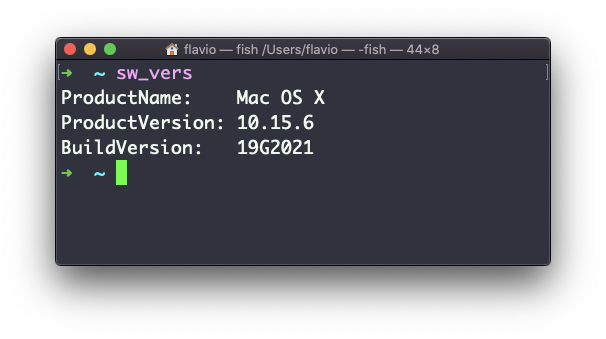 flavio — fish /Users/flavio — -fish — 44×8
➜ ~ sw_vers
ProductName: Mac OS X
ProductVersion: 10.15.6
BuildVersion: 19G2021
➜ ~